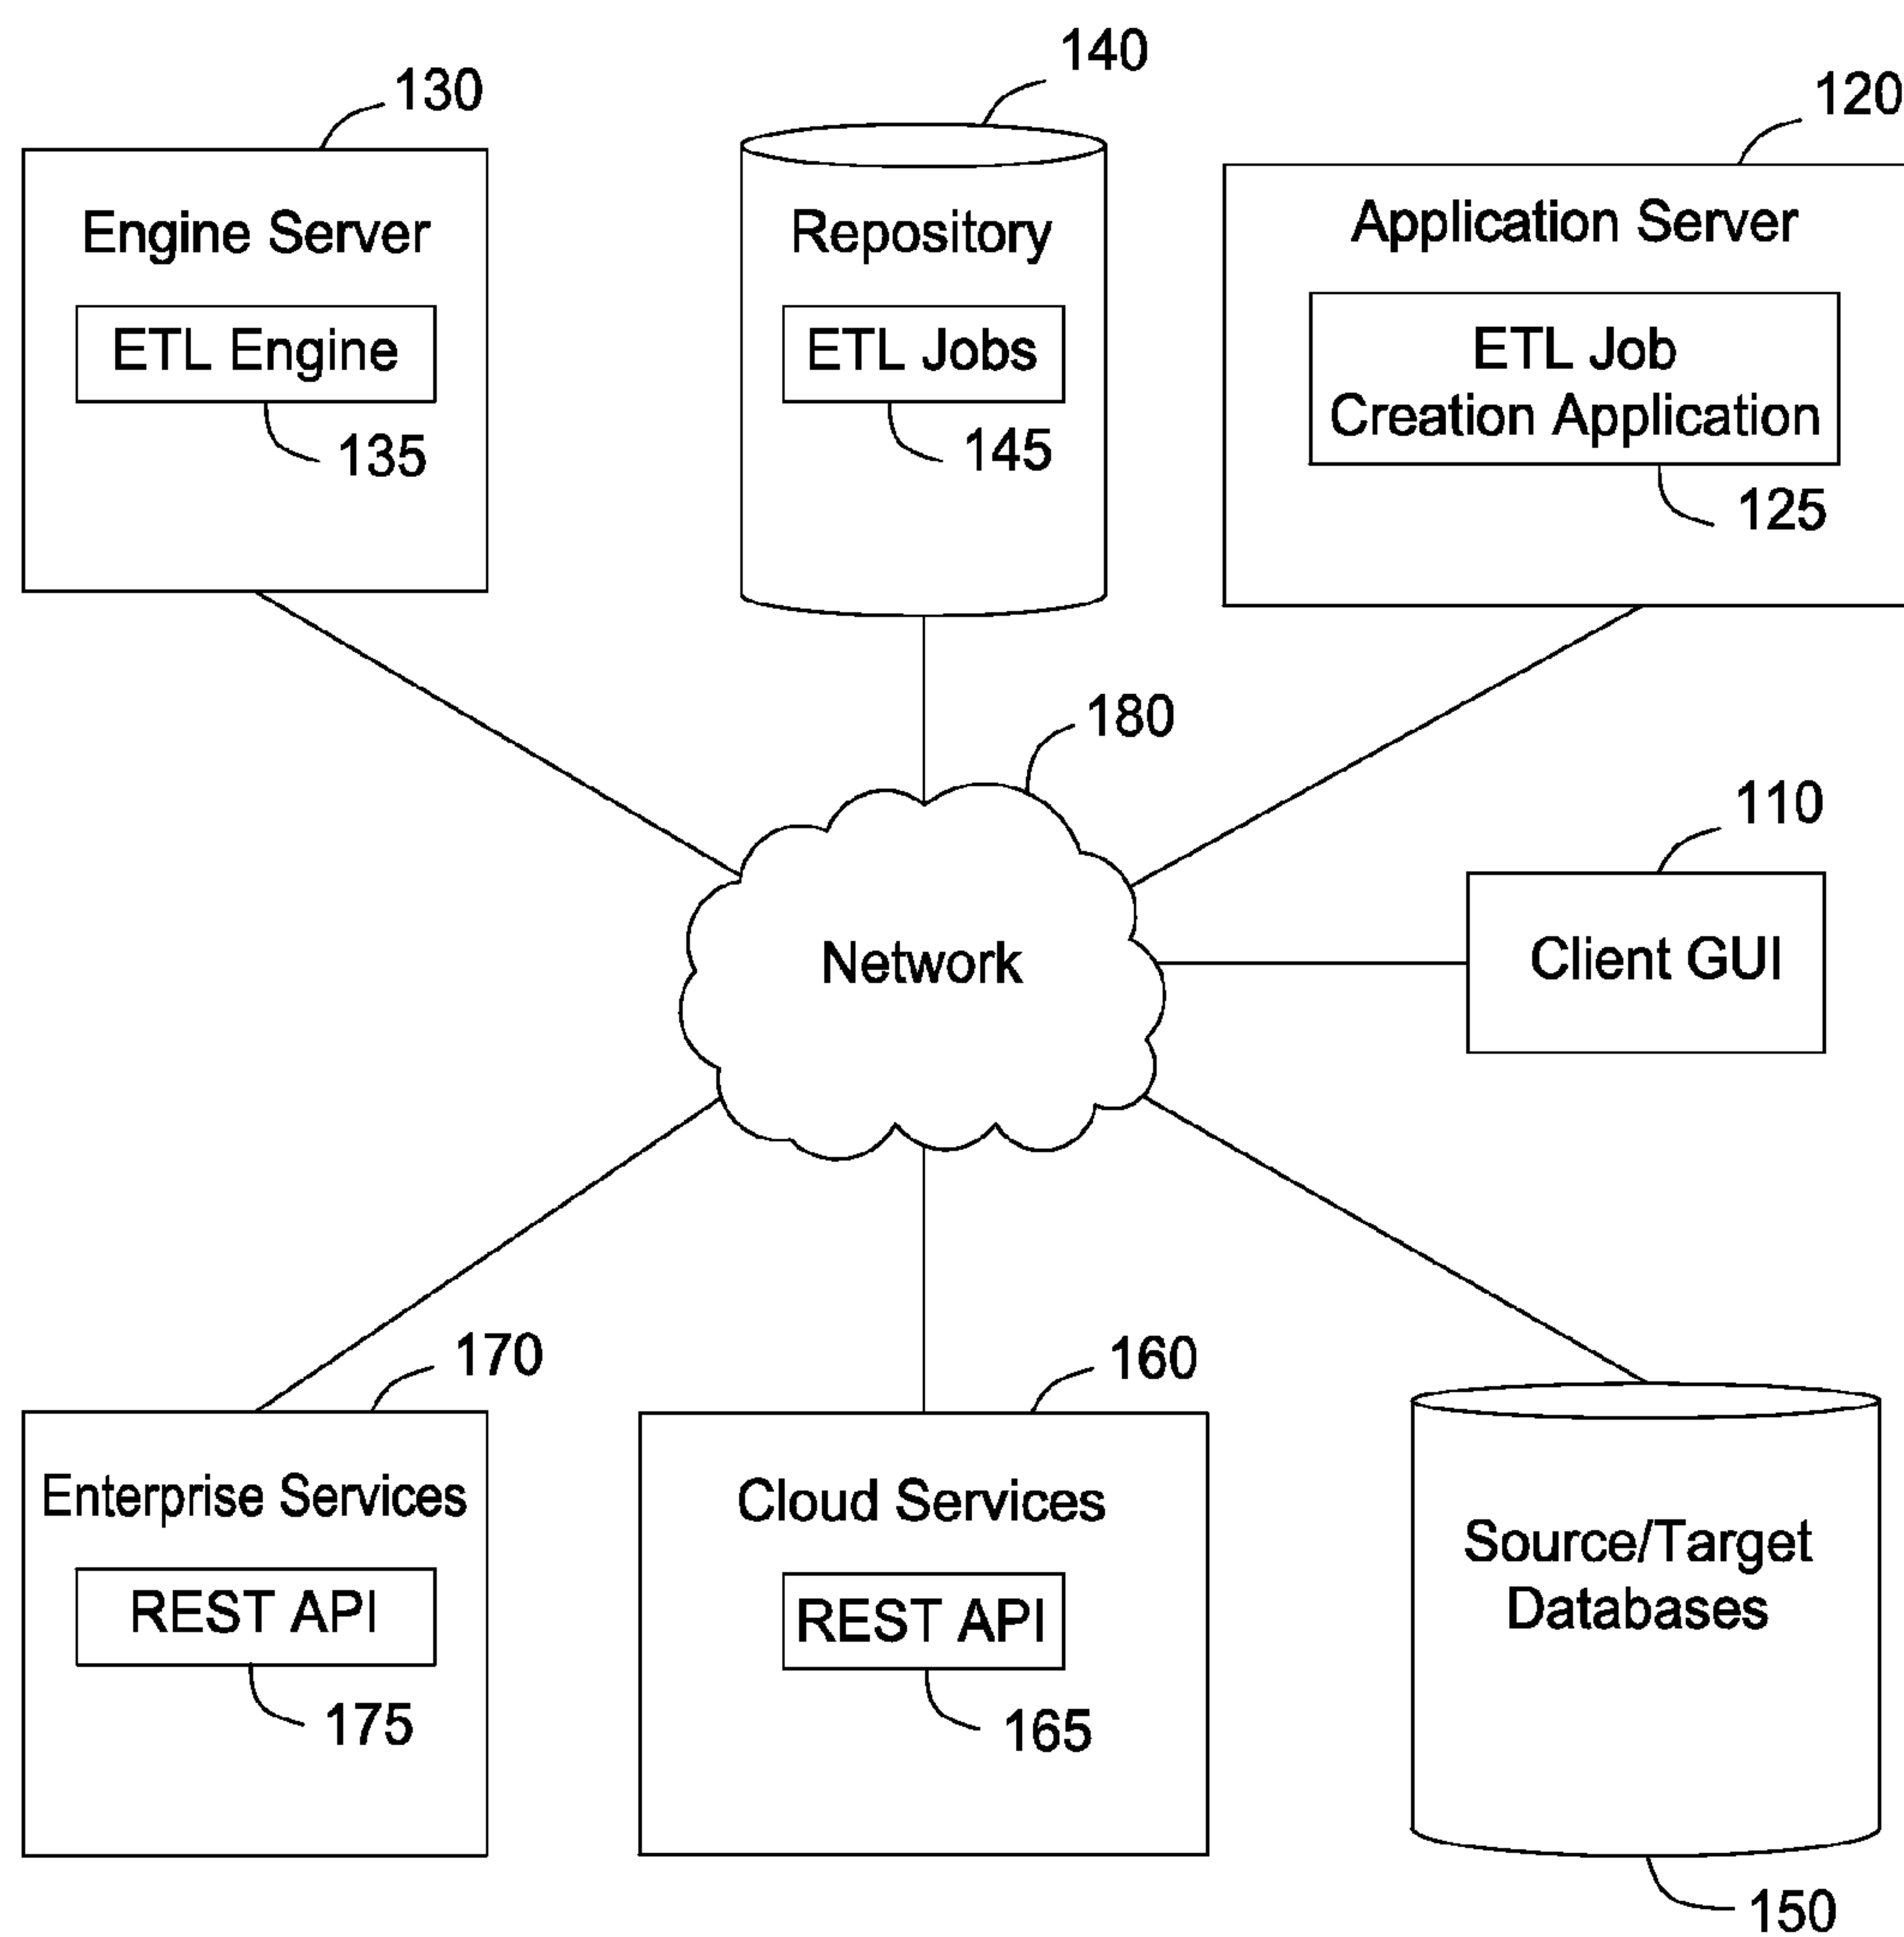 140
130
120
Engine Server
Repository
Application Server
ETL Engine
ETL Jobs
ETL Job
Creation Application
135
145
125
180
110
Network
Client GUI
170
160
Enterprise Services
Cloud Services
Source/Target
Databases
REST API
REST API
175
165
150